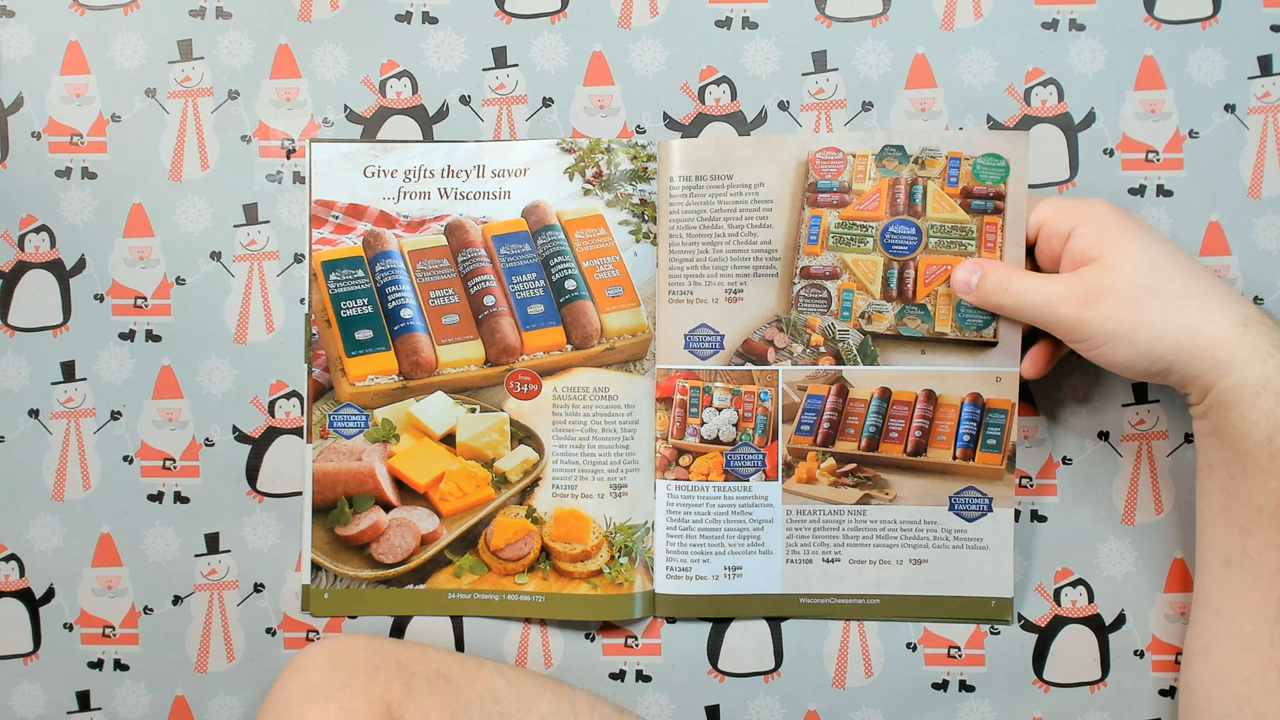 Give gifts they'll savor
...from Wisconsin
COLBY
CHEESE
ITALIAN
SUMMER
SAUSAGE
BRICK
CHEESE
SUMMER
SAUSAGE
WISCONSIN
CHEESEMAN
SHARP
CHEDDAR
CHEESE
GARLIC
SUMMER
SAUSAGE
WISCONSIN
CHEESEMAN
MONTEREY
JACK
CHEESE
A
from
$34.99
CUSTOMER
FAVORITE
A. CHEESE AND
SAUSAGE COMBO
Ready for any occasion, this
box holds an abundance of
good eating. Our best natural
cheeses—Colby, Brick, Sharp
Cheddar and Monterey Jack
—are ready for munching.
Combine them with the trio
of Italian, Original and Garlic
summer sausages, and a party
awaits! 2 lbs. 3 oz. net wt.
FA13107 $39.99
Order by Dec. 12 $34.99
6
24-Hour Ordering: 1-800-698-1721
B. THE BIG SHOW
Our popular crowd-pleasing gift
boosts flavor appeal with even
more delectable Wisconsin cheeses
and sausages. Gathered around our
exquisite Cheddar spread are cuts
of Mellow Cheddar, Sharp Cheddar,
Brick, Monterey Jack and Colby,
plus hearty wedges of Cheddar and
Monterey Jack. Ten summer sausages
(Original and Garlic) bolster the value
along with the tangy cheese spreads,
mini spreads and mini mint-flavored
tortes. 3 lbs. 12¼ oz. net wt.
FA13474 $74.99
Order by Dec. 12 $69.99
CUSTOMER
FAVORITE
WISCONSIN
CHEESEMAN
B
C
CUSTOMER
FAVORITE
C. HOLIDAY TREASURE
This tasty treasure has something
for everyone! For savory satisfaction,
there are snack-sized Mellow
Cheddar and Colby cheeses, Original
and Garlic summer sausages, and
Sweet-Hot Mustard for dipping.
For the sweet tooth, we've added
bonbon cookies and chocolate balls.
FA13467 $19.99
Order by Dec. 12 $17.99
D
CUSTOMER
FAVORITE
D. HEARTLAND NINE
Cheese and sausage is how we snack around here...
so we've gathered a collection of our best for you. Dig into
all-time favorites: Sharp and Mellow Cheddars, Brick, Monterey
Jack and Colby, and summer sausages (Original, Garlic and Italian).
2 lbs. 13 oz. net wt.
FA13108 $44.99 Order by Dec. 12 $39.99
WisconsinCheeseman.com
7